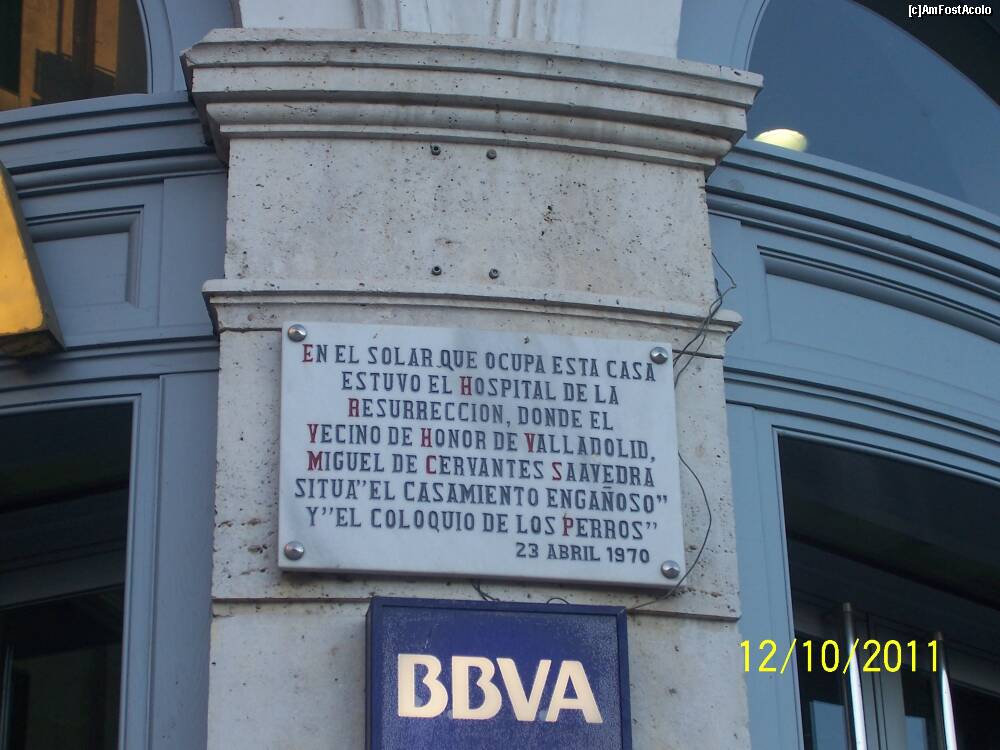 [c]AmFostAcolo
EN EL SOLAR QUE OCUPA ESTA CASA
ESTUVO EL HOSPITAL DE LA
RESURRECCION, DONDE EL
VECINO DE HONOR DE VALLADOLID,
MIGUEL DE CERVANTES SAAVEDRA
SITUA "EL CASAMIENTO ENGAÑOSO"
Y "EL COLOQUIO DE LOS PERROS"
23 ABRIL 1970
BBVA
12/10/2011